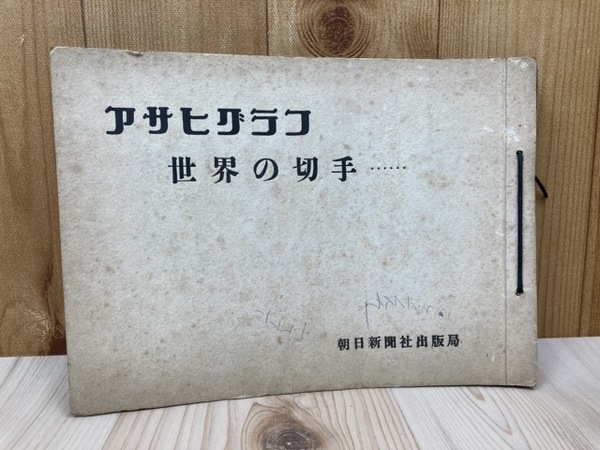 アサヒグラフ
世界の切手……
朝日新聞社出版局